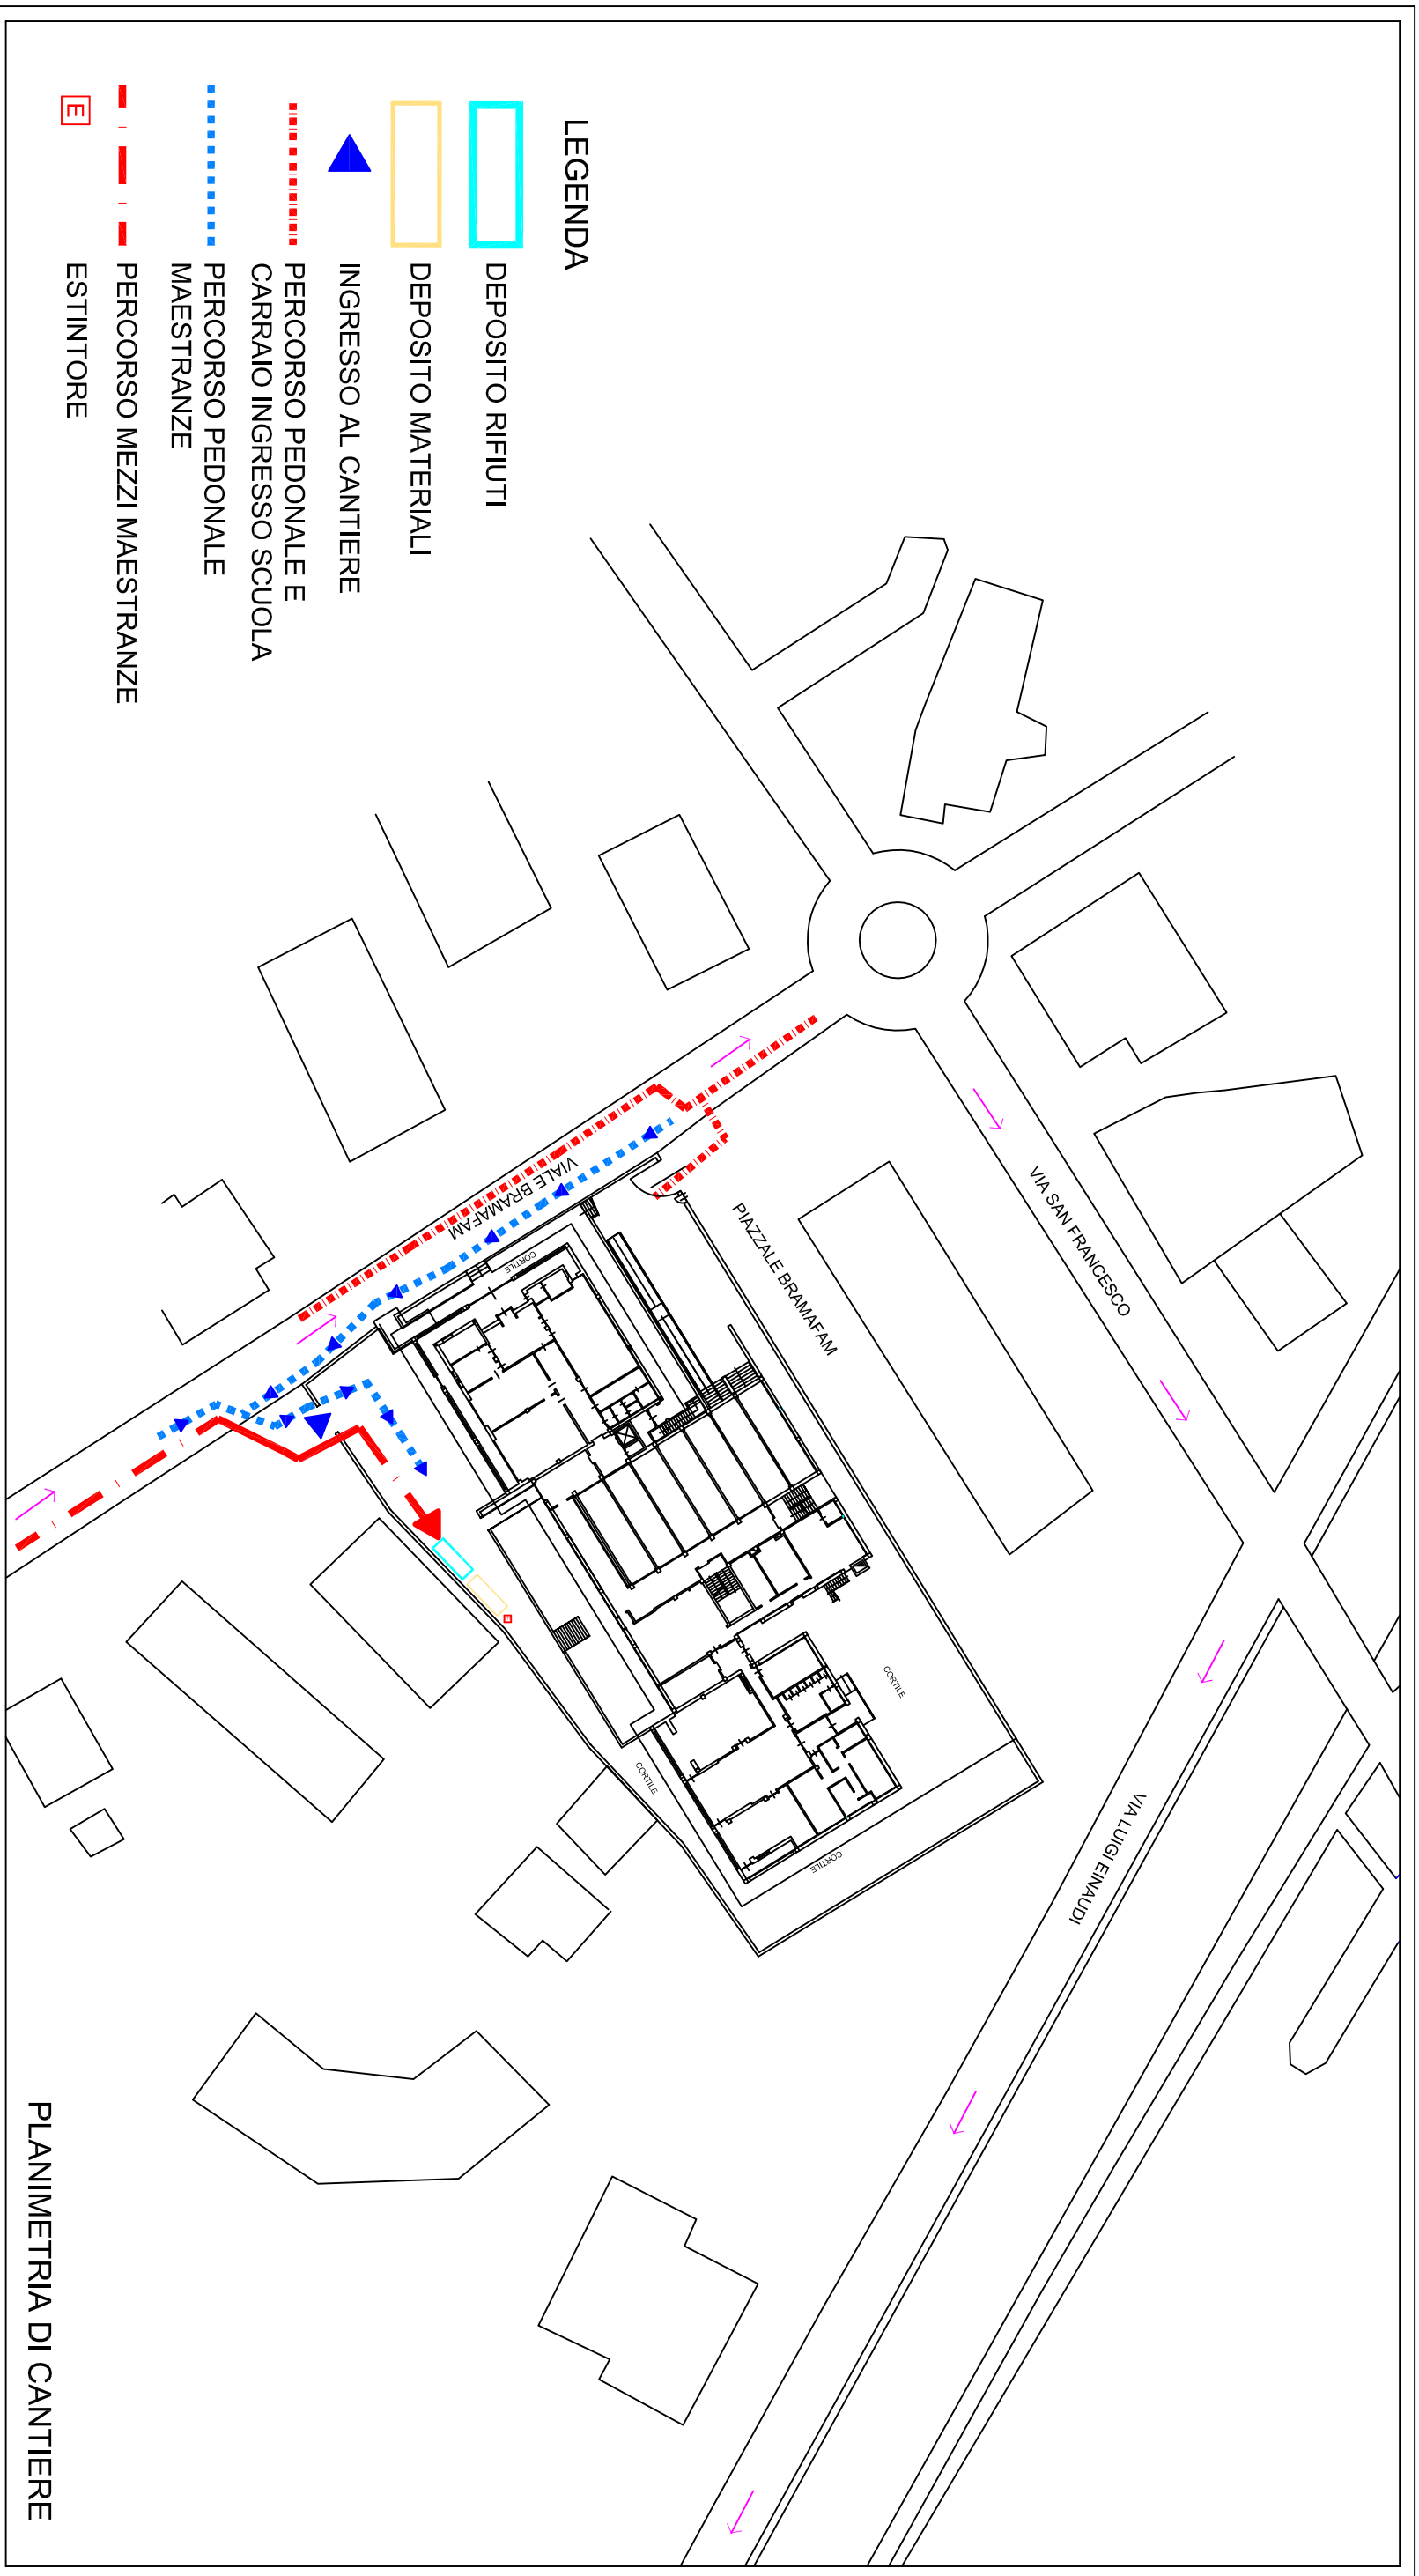 LEGENDA
DEPOSITO RIFIUTI
DEPOSITO MATERIALI
INGRESSO AL CANTIERE
PERCORSO PEDONALE E
CARRAIO INGRESSO SCUOLA
PERCORSO PEDONALE
MAESTRANZE
PERCORSO MEZZI MAESTRANZE
E
ESTINTORE
VIA SAN FRANCESCO
PIAZZALE BRAMAFAM
VIALE BRAMAFAM
CORTILE
CORTILE
CORTILE
CORTILE
VIA LUIGI EINAUDI
PLANIMETRIA DI CANTIERE